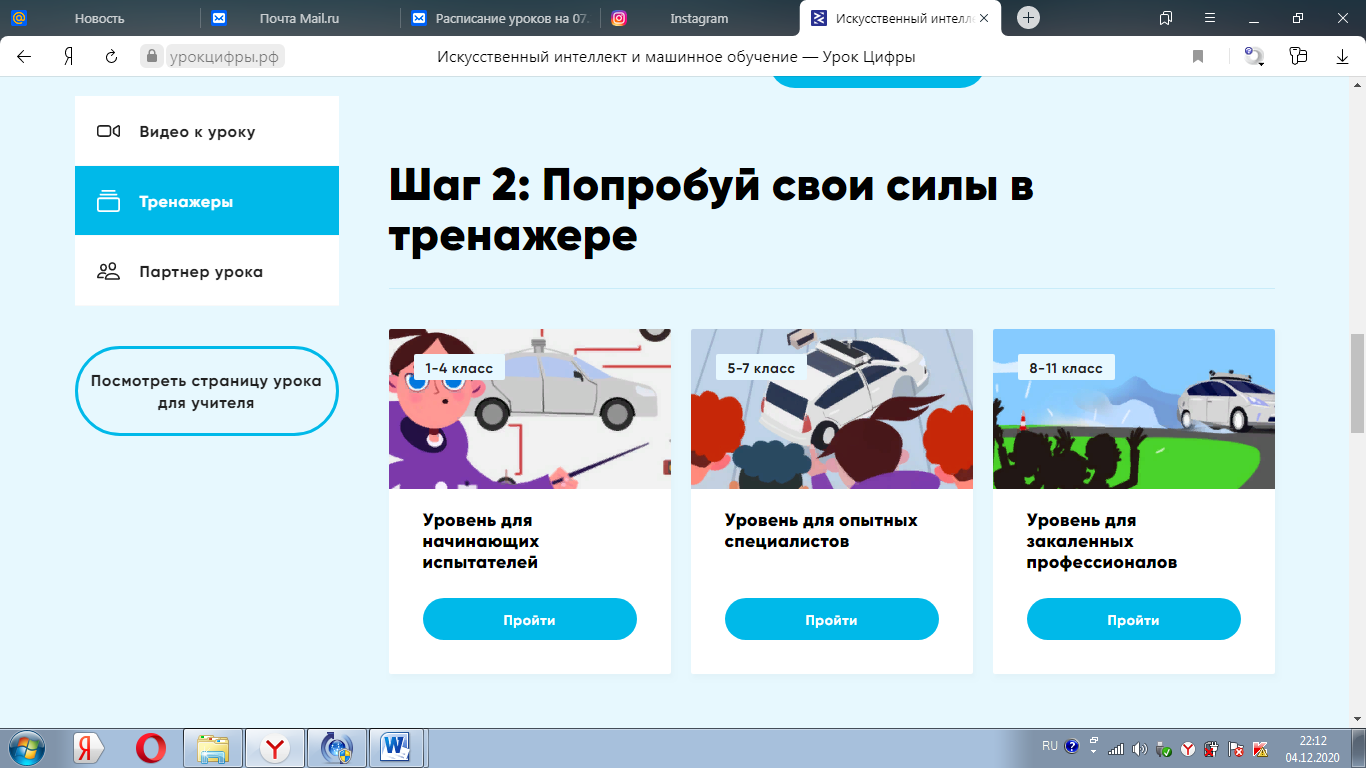 Новость
Почта Mail.ru
Расписание уроков на 07.
Instagram
Искусственный интелле
Я
урокцифры.рф
Искусственный интеллект и машинное обучение — Урок Цифры
Видео к уроку
Тренажеры
Партнер урока
Посмотреть страницу урока
для учителя
Шаг 2: Попробуй свои силы в
тренажере
1-4 класс
5-7 класс
8-11 класс
Уровень для
начинающих
испытателей
Уровень для опытных
специалистов
Уровень для
закаленных
профессионалов
Пройти
Пройти
Пройти
RU
22:12
04.12.2020